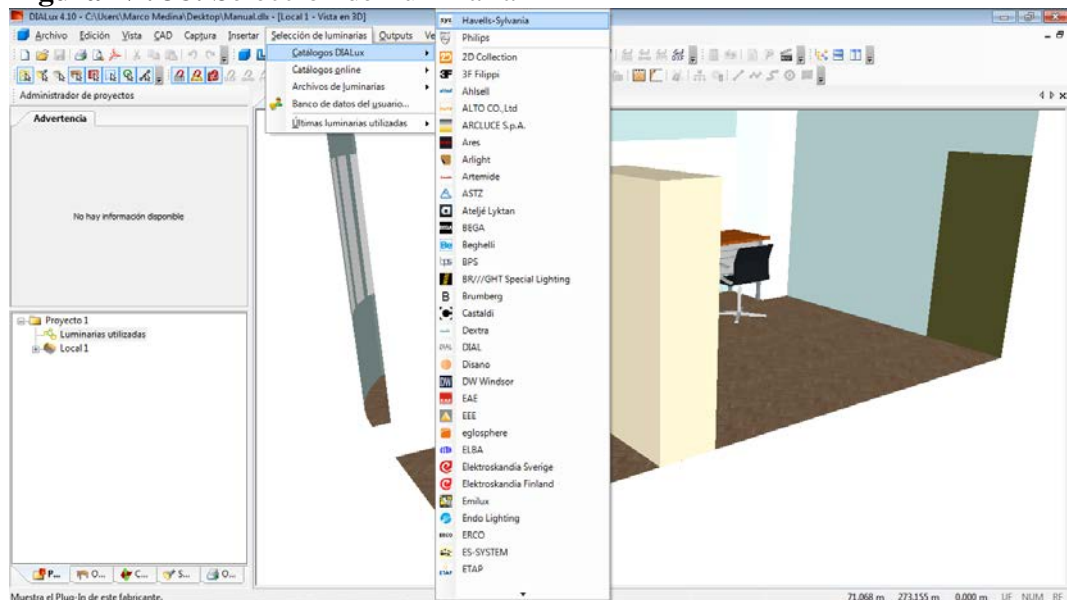 DIALux 4.10 - C:\Users\Marco Medina\Desktop\Manual.dlx - [Local 1 - Vista en 3D]
Archivo Edición Vista CAD Captura Insertar Selección de luminarias Outputs
Administrador de proyectos
Advertencia
No hay información disponible
Proyecto 1
Luminarias utilizadas
Local 1
P... O... C... S... O...
Catálogos DIALux
Catálogos online
Archivos de luminarias
Banco de datos del usuario...
Últimas luminarias utilizadas
Havells-Sylvania
Philips
2D Collection
3F Filippi
Ahlsell
ALTO CO.,Ltd
ARCLUCE S.p.A.
Ares
Arlight
Artemide
ASTZ
Ateljé Lyktan
BEGA
Beghelli
BPS
BR///GHT Special Lighting
Brumberg
Castaldi
Dextra
DIAL
Disano
DW Windsor
EAE
EEE
eglosphere
ELBA
Elektroskandia Sverige
Elektroskandia Finland
Emilux
Endo Lighting
ERCO
ES-SYSTEM
ETAP
Muestra el Plug-In de este fabricante.
71.068 m 273.155 m 0.000 m UF NUM RF